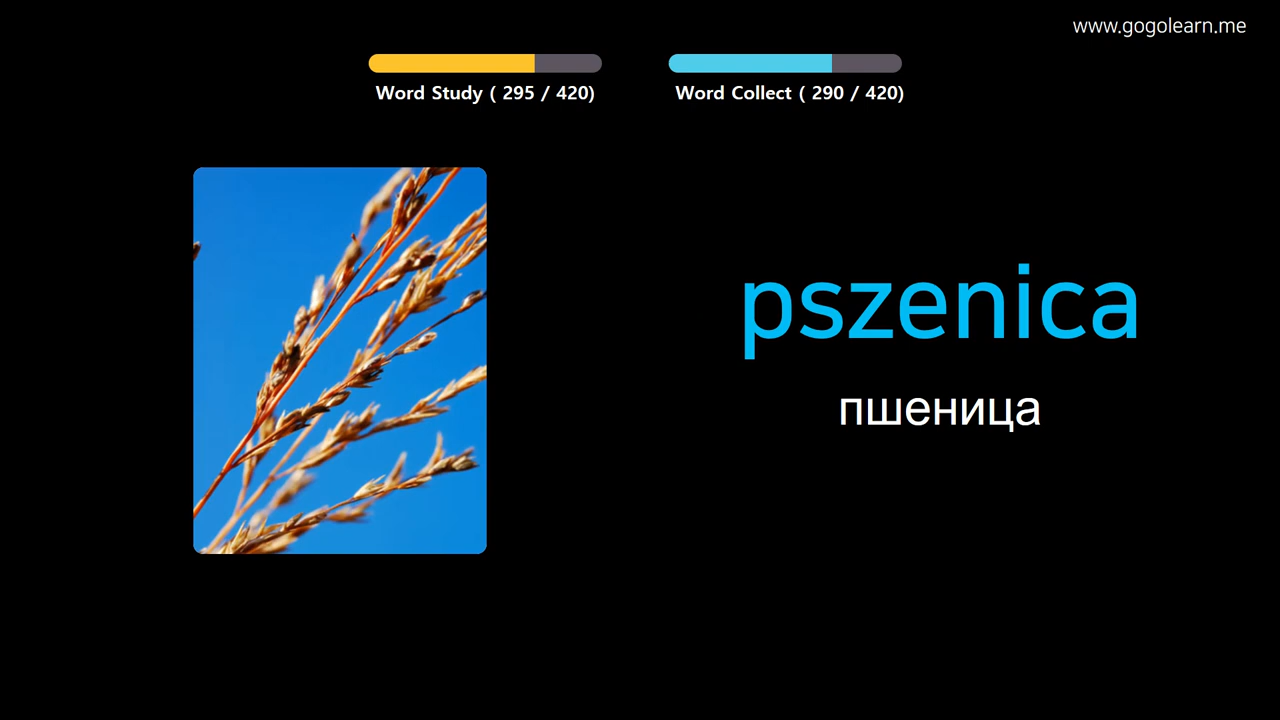 www.gogolearn.me
Word Study ( 295 / 420)
Word Collect ( 290 / 420)
pszenica
пшеница